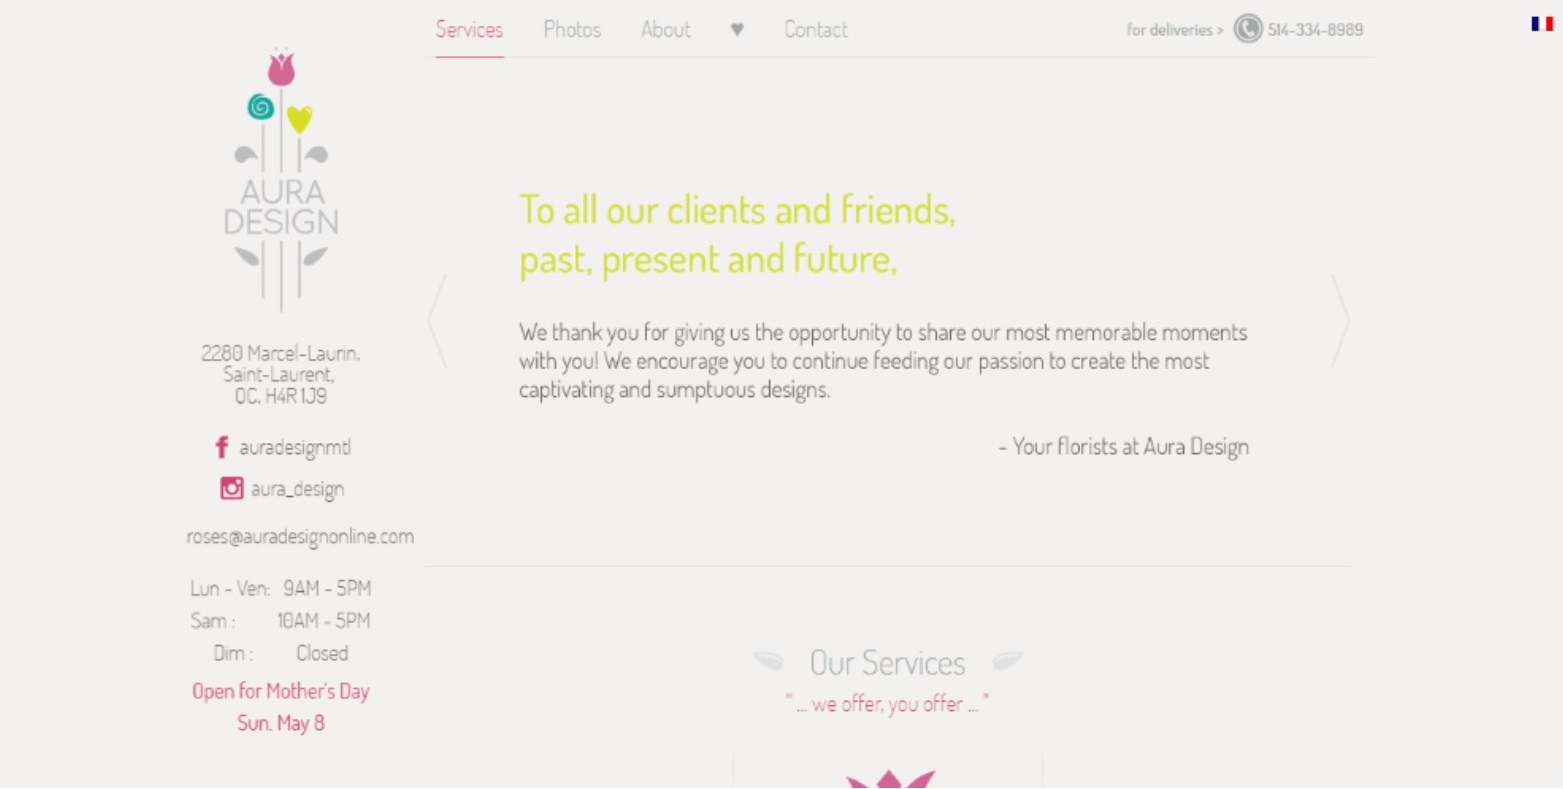 Services Photos About ♥ Contact for deliveries > 514-334-8989
AURA
DESIGN
2280 Marcel-Laurin,
Saint-Laurent,
QC. H4R 1J9
auradesignmtl
aura_design
roses@auradesignonline.com
Lun - Ven: 9AM - 5PM
Sam : 10AM - 5PM
Dim : Closed
Open for Mother's Day
Sun. May 8
To all our clients and friends,
past, present and future,
We thank you for giving us the opportunity to share our most memorable moments
with you! We encourage you to continue feeding our passion to create the most
captivating and sumptuous designs.
- Your florists at Aura Design
Our Services
" ... we offer, you offer ... "